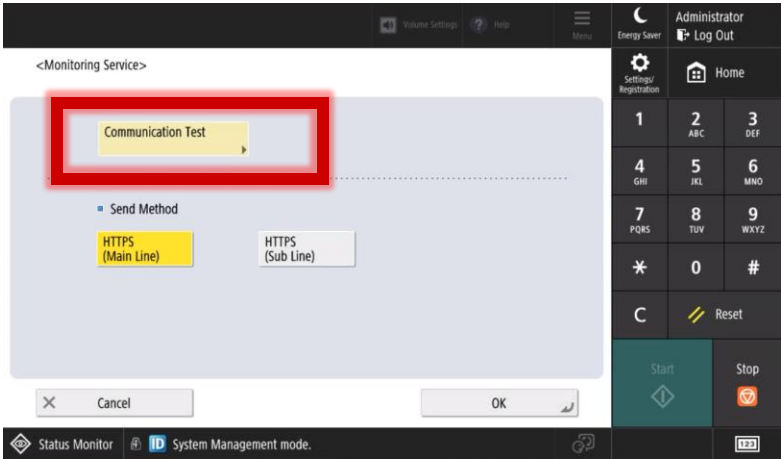 Volume Settings
Help
Menu
Energy Saver
Administrator
Log Out
<Monitoring Service>
Settings/
Registration
Home
Communication Test
Send Method
HTTPS
(Main Line)
HTTPS
(Sub Line)
1
2
ABC
3
DEF
4
GHI
5
JKL
6
MNO
7
PQRS
8
TUV
9
WXYZ
*
0
#
C
Reset
Start
Stop
Cancel
OK
Status Monitor
ID
System Management mode.
123